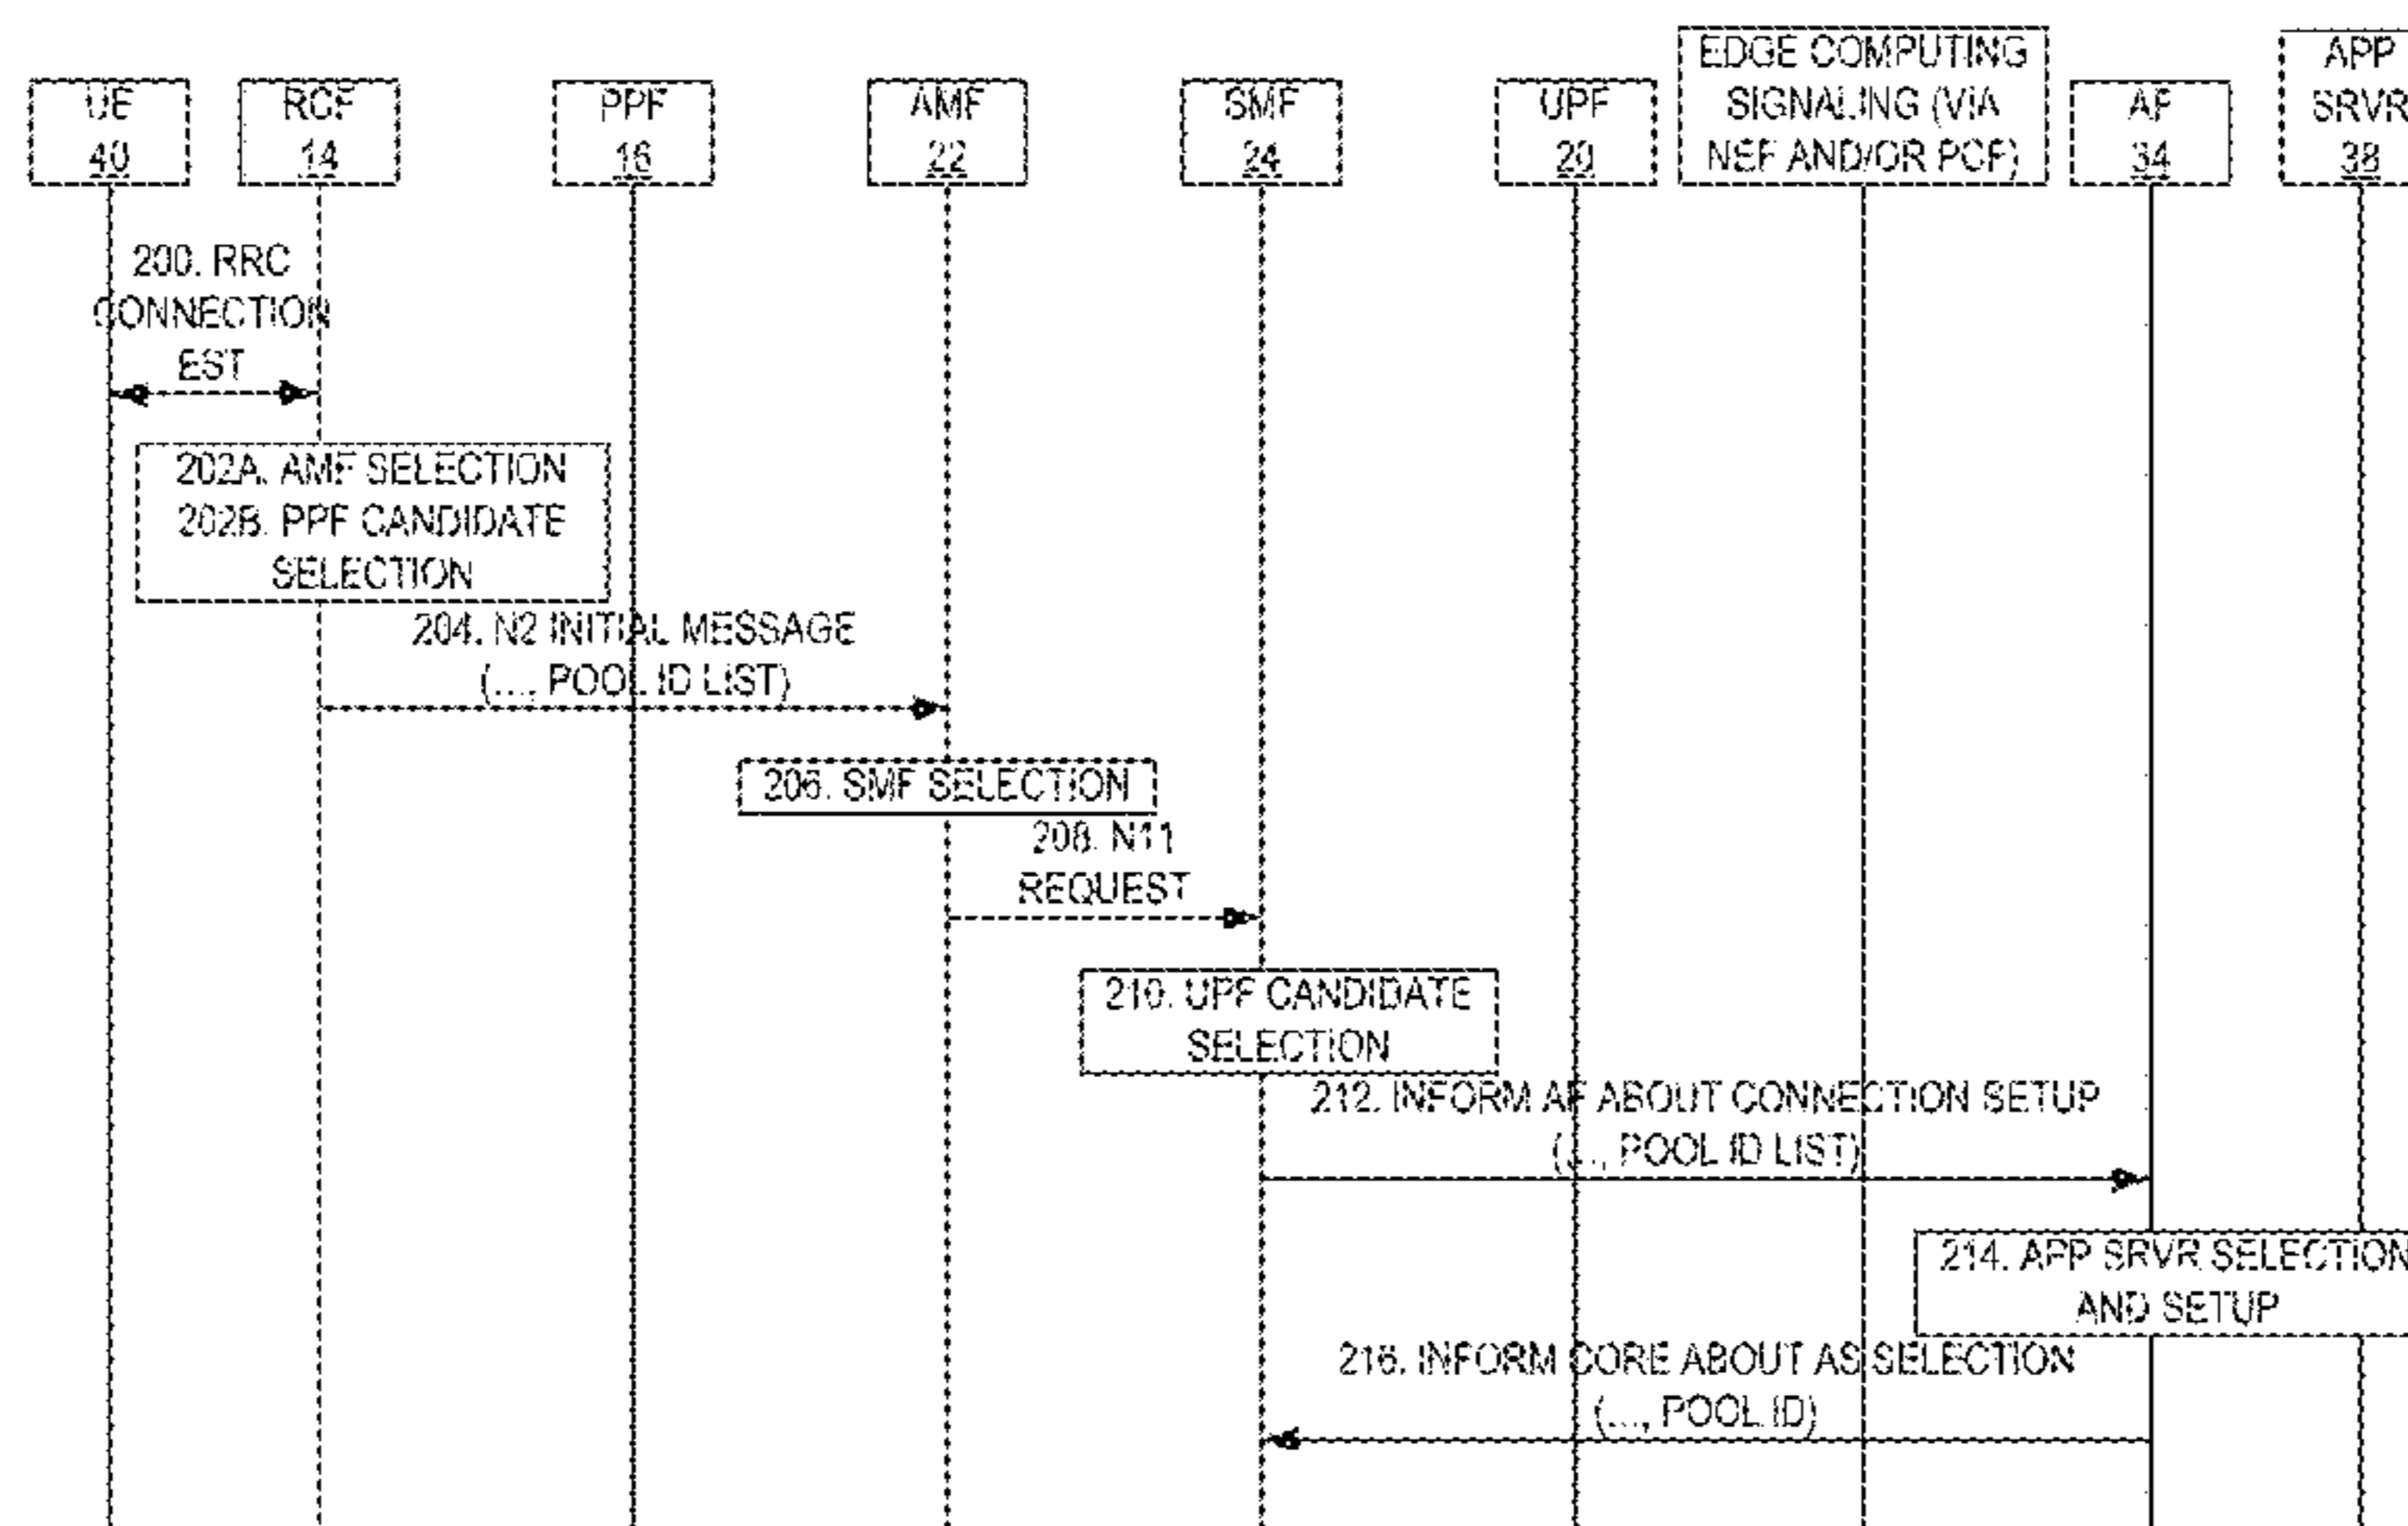 UE
40
RCF
14
PPF
16
AMF
22
SMF
24
UPF
20
EDGE COMPUTING
SIGNALING (VIA
NEF AND/OR PCF)
AF
34
APP
SRVR
38
200. RRC
CONNECTION
EST
202A. AMF SELECTION
202B. PPF CANDIDATE
SELECTION
204. N2 INITIAL MESSAGE
(..., POOL ID LIST)
206. SMF SELECTION
208. N11
REQUEST
210. UPF CANDIDATE
SELECTION
212. INFORM AF ABOUT CONNECTION SETUP
(..., POOL ID LIST)
214. APP SRVR SELECTION
AND SETUP
216. INFORM CORE ABOUT AS SELECTION
(..., POOL ID)